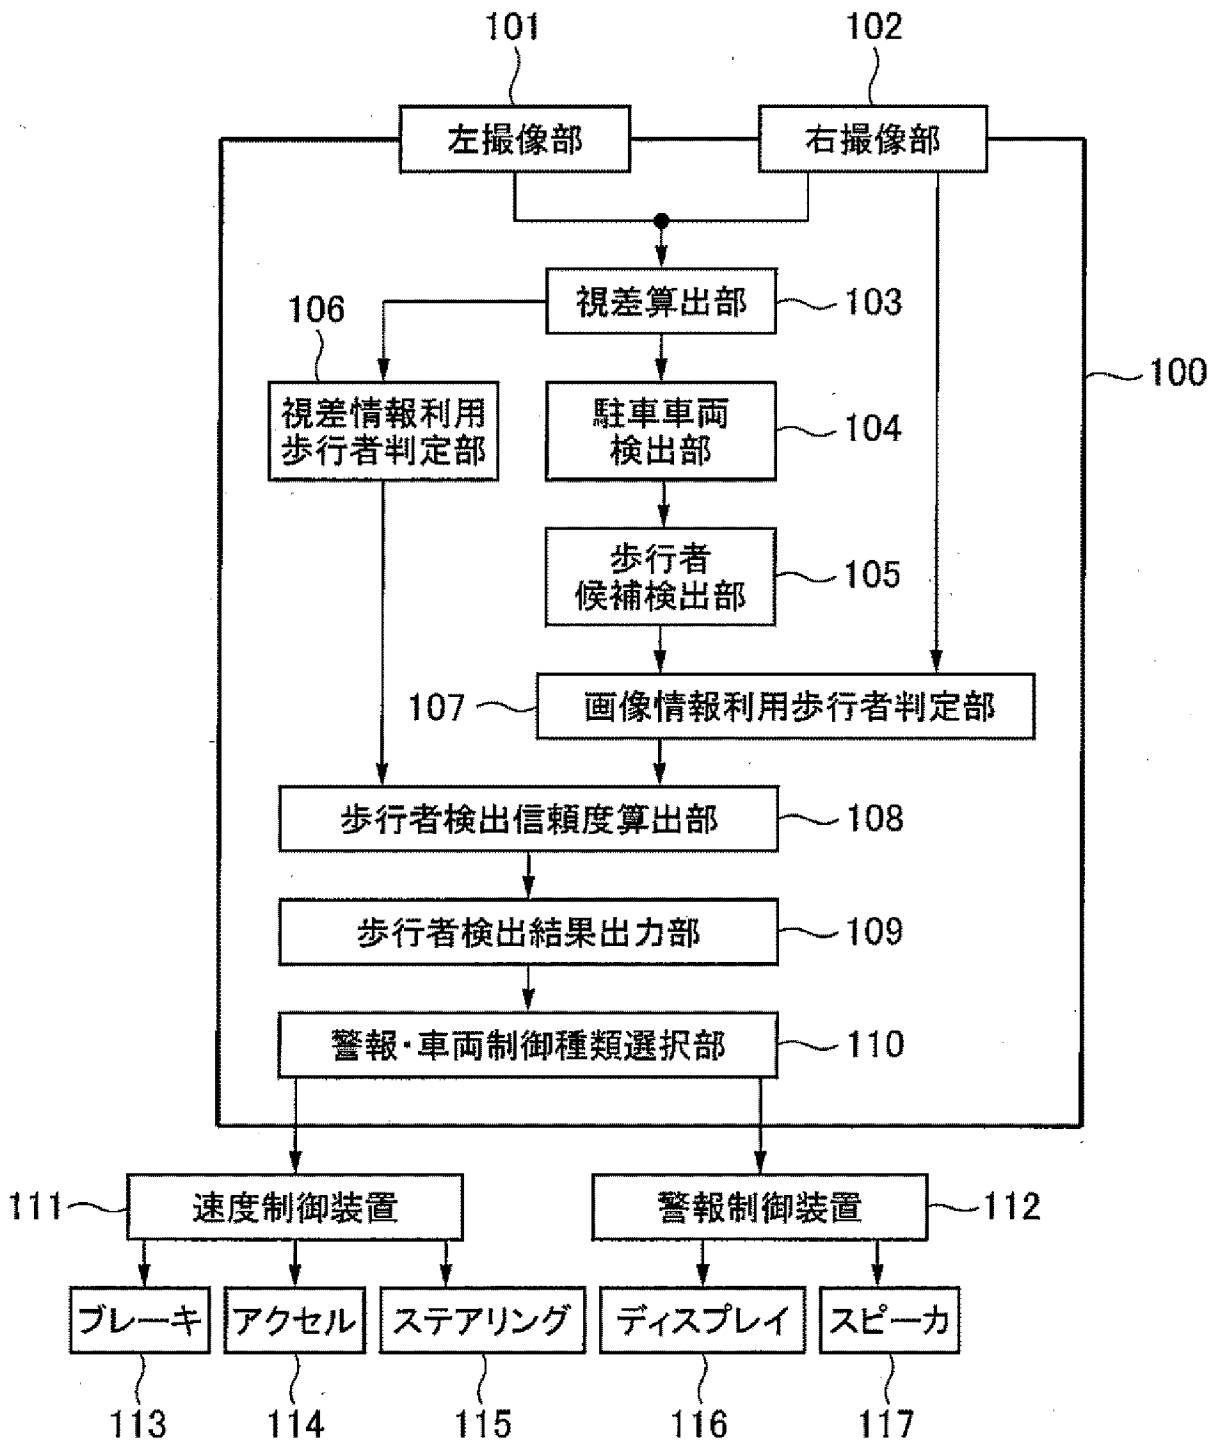 101
102
左撮像部
右撮像部
視差算出部
103
106
100
視差情報利用
歩行者判定部
駐車車両
検出部
104
歩行者
候補検出部
105
107
画像情報利用歩行者判定部
歩行者検出信頼度算出部
108
歩行者検出結果出力部
109
警報・車両制御種類選択部
110
111
速度制御装置
警報制御装置
112
ブレーキ
アクセル
ステアリング
ディスプレイ
スピーカ
113
114
115
116
117